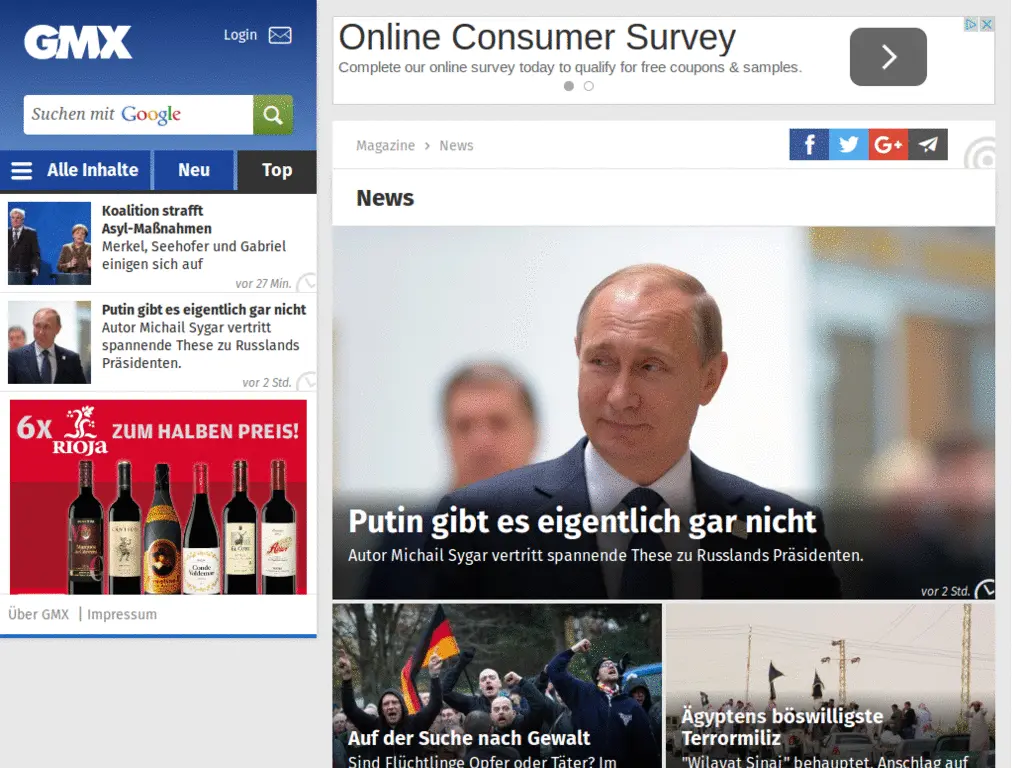 GMX
Login
Suchen mit Google
Alle Inhalte
Neu
Top
Koalition strafft
Asyl-Maßnahmen
Merkel, Seehofer und Gabriel
einigen sich auf
vor 27 Min.
Putin gibt es eigentlich gar nicht
Autor Michail Sygar vertritt
spannende These zu Russlands
Präsidenten.
vor 2 Std.
6x RIOJA ZUM HALBEN PREIS!
Conde
Valdemar
Über GMX | Impressum
Online Consumer Survey
Complete our online survey today to qualify for free coupons & samples.
Magazine › News
f
G+
News
Putin gibt es eigentlich gar nicht
Autor Michail Sygar vertritt spannende These zu Russlands Präsidenten.
vor 2 Std.
Auf der Suche nach Gewalt
Sind Flüchtlinge Opfer oder Täter? Im
Ägyptens böswilligste
Terrormiliz
"Wilayat Sinai" behauptet, Anschlag auf